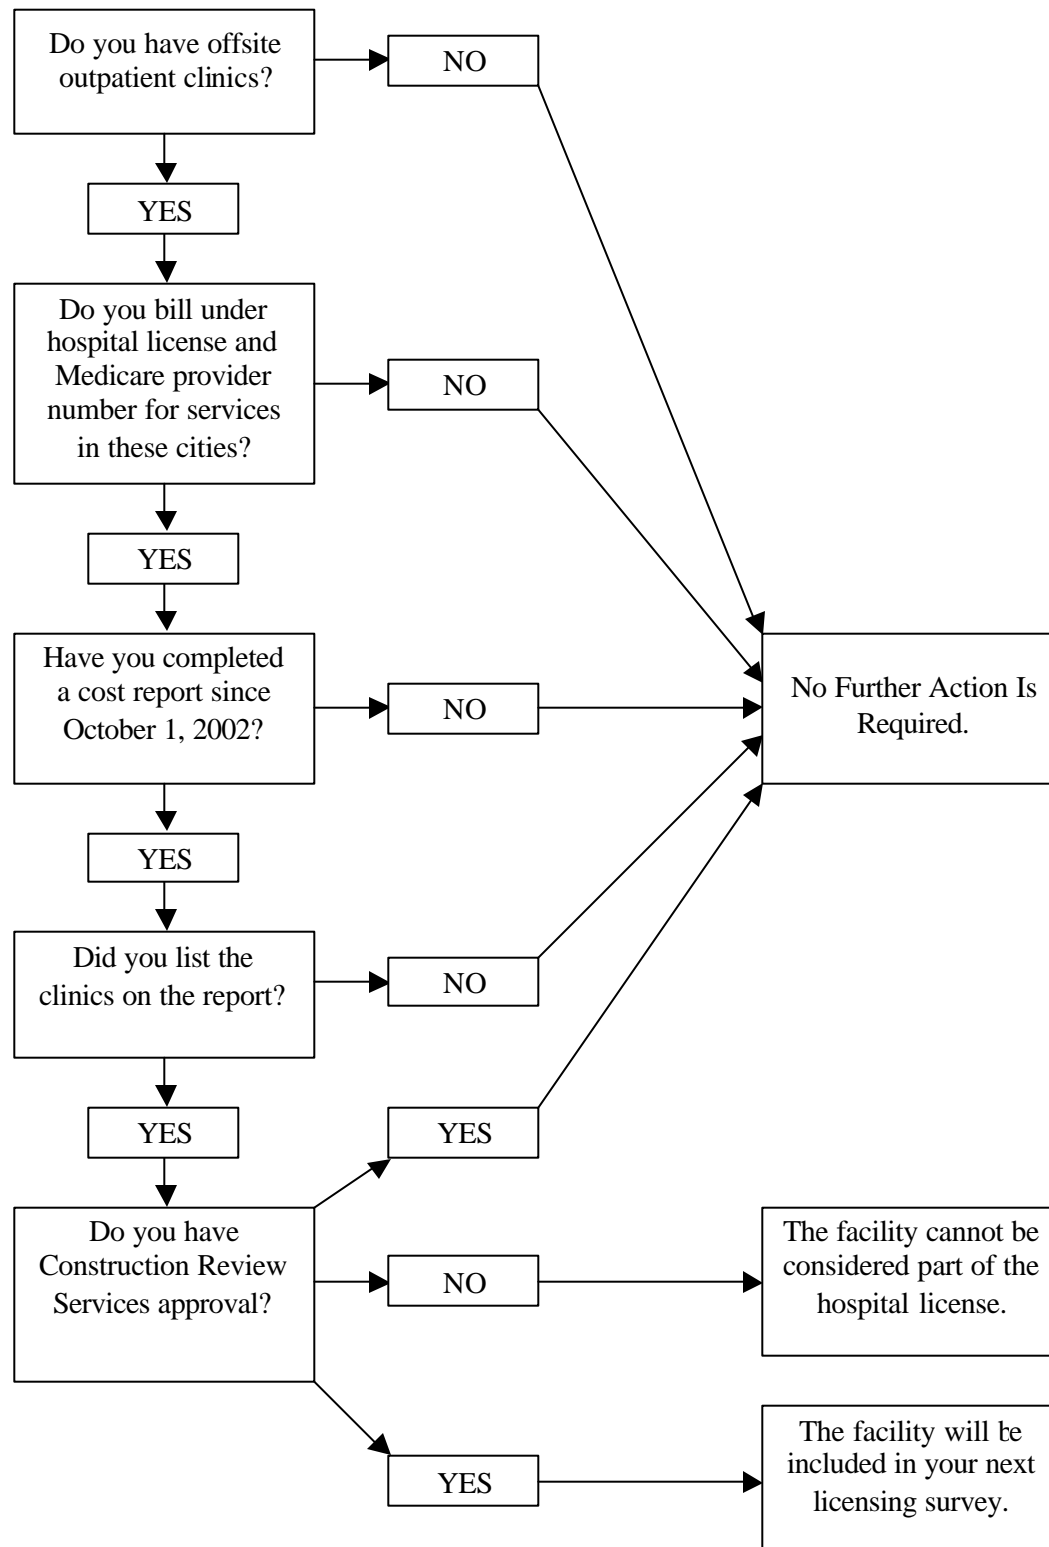 Do you have offsite
outpatient clinics?
NO
YES
Do you bill under
hospital license and
Medicare provider
number for services
in these cities?
NO
YES
Have you completed
a cost report since
October 1, 2002?
NO
No Further Action Is
Required.
YES
Did you list the
clinics on the report?
NO
YES
YES
Do you have
Construction Review
Services approval?
NO
The facility cannot be
considered part of the
hospital license.
YES
The facility will be
included in your next
licensing survey.